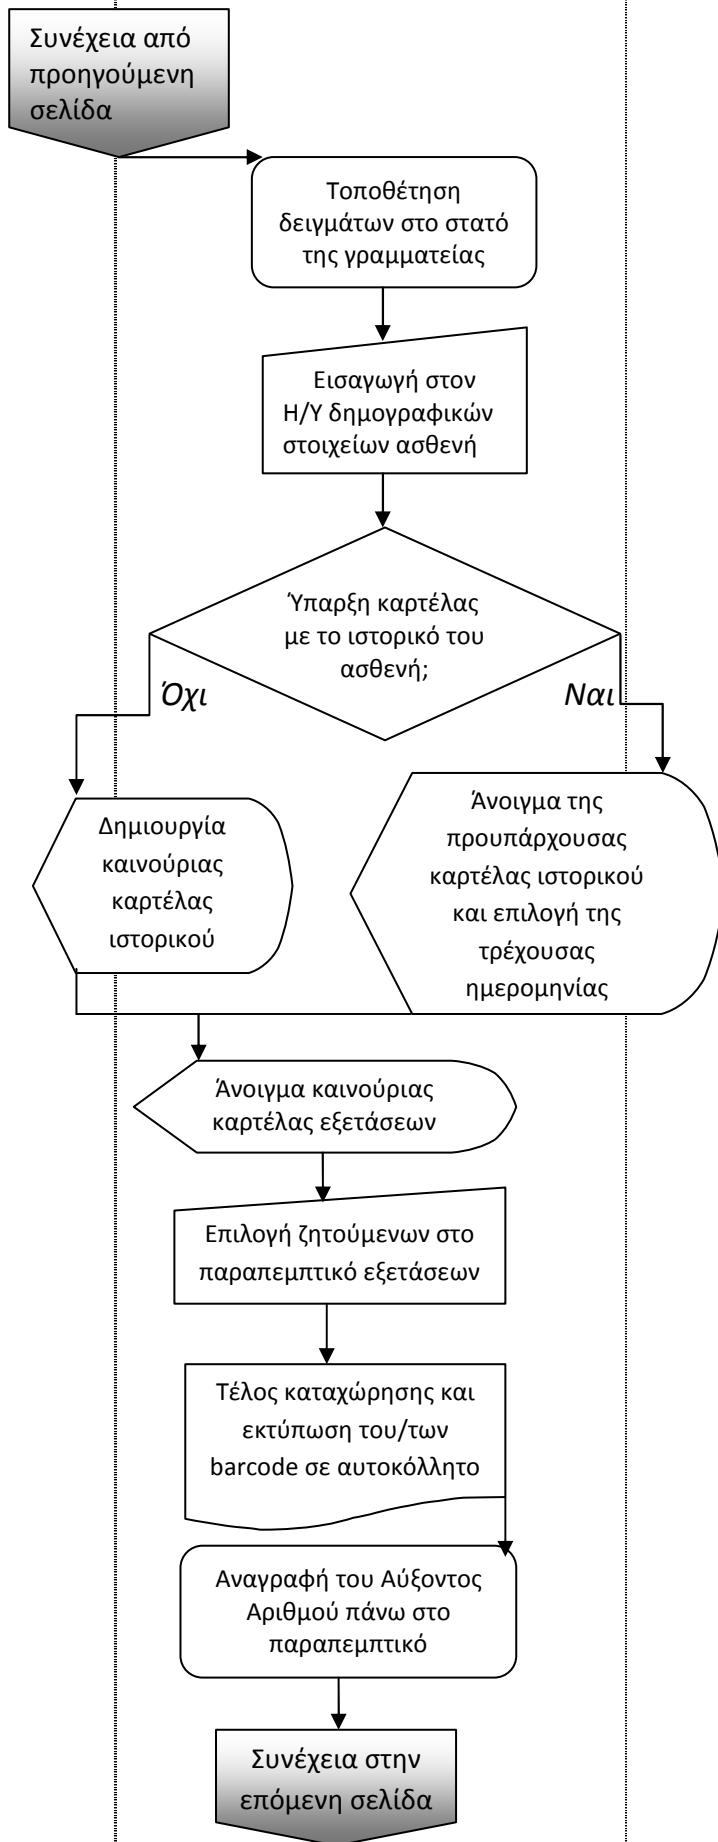 Συνέχεια από
προηγούμενη
σελίδα
Τοποθέτηση
δειγμάτων στο στατό
της γραμματείας
Εισαγωγή στον
Η/Υ δημογραφικών
στοιχείων ασθενή
Ύπαρξη καρτέλας
με το ιστορικό του
ασθενή;
Όχι
Ναι
Δημιουργία
καινούριας
καρτέλας
ιστορικού
Άνοιγμα της
προυπάρχουσας
καρτέλας ιστορικού
και επιλογή της
τρέχουσας
ημερομηνίας
Άνοιγμα καινούριας
καρτέλας εξετάσεων
Επιλογή ζητούμενων στο
παραπεμπτικό εξετάσεων
Τέλος καταχώρησης και
εκτύπωση του/των
barcode σε αυτοκόλλητο
Αναγραφή του Αύξοντος
Αριθμού πάνω στο
παραπεμπτικό
Συνέχεια στην
επόμενη σελίδα